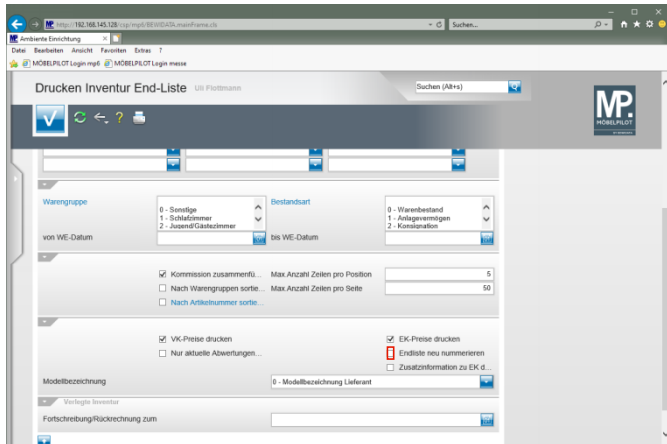 http://192.168.145.128/csp/mp6/BEWIDATA.mainFrame.cls
Suchen...
Ambiente Einrichtung
Datei Bearbeiten Ansicht Favoriten Extras ?
MÖBELPILOT Login mp6 MÖBELPILOT Login messe
Drucken Inventur End-Liste Uli Flottmann
Suchen (Alt+s)
MP.
MÖBELPILOT
Warengruppe
0 - Sonstige
1 - Schlafzimmer
2 - Jugend/Gästezimmer
Bestandsart
0 - Warenbestand
1 - Anlagevermögen
2 - Konsignation
von WE-Datum
bis WE-Datum
Kommission zusammenfü... Max.Anzahl Zeilen pro Position 5
Nach Warengruppen sortie... Max.Anzahl Zeilen pro Seite 50
Nach Artikelnummer sortie...
VK-Preise drucken EK-Preise drucken
Nur aktuelle Abwertungen... Endliste neu nummerieren
Zusatzinformation zu EK d...
Modellbezeichnung 0 - Modellbezeichnung Lieferant
Verlegte Inventur
Fortschreibung/Rückrechnung zum